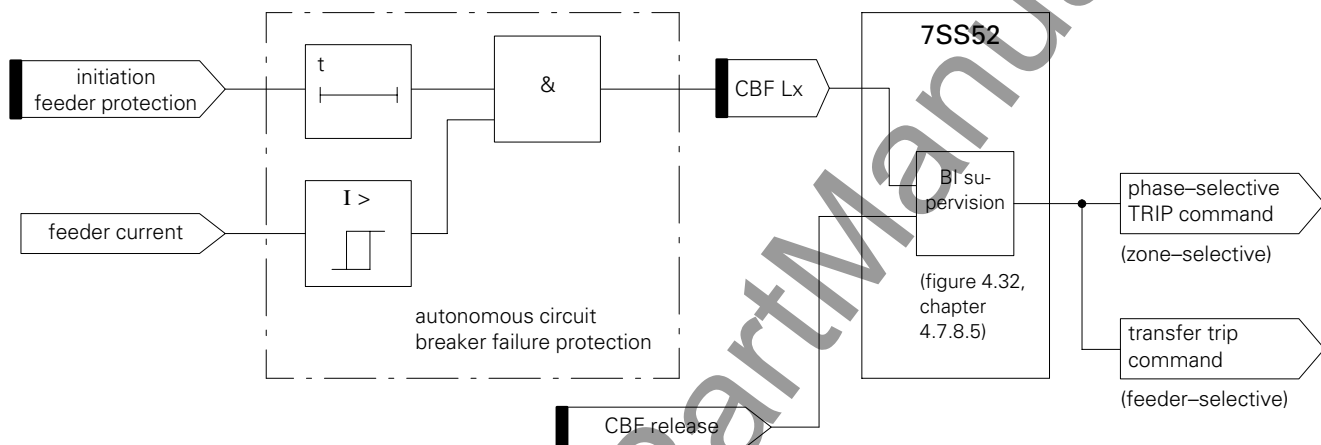 initiation
feeder protection
t
&
CBF Lx
7SS52
BI su-
pervision
(figure 4.32,
chapter
4.7.8.5)
phase–selective
TRIP command
(zone–selective)
feeder current
I >
autonomous circuit
breaker failure protection
transfer trip
command
(feeder–selective)
CBF release
PartManu